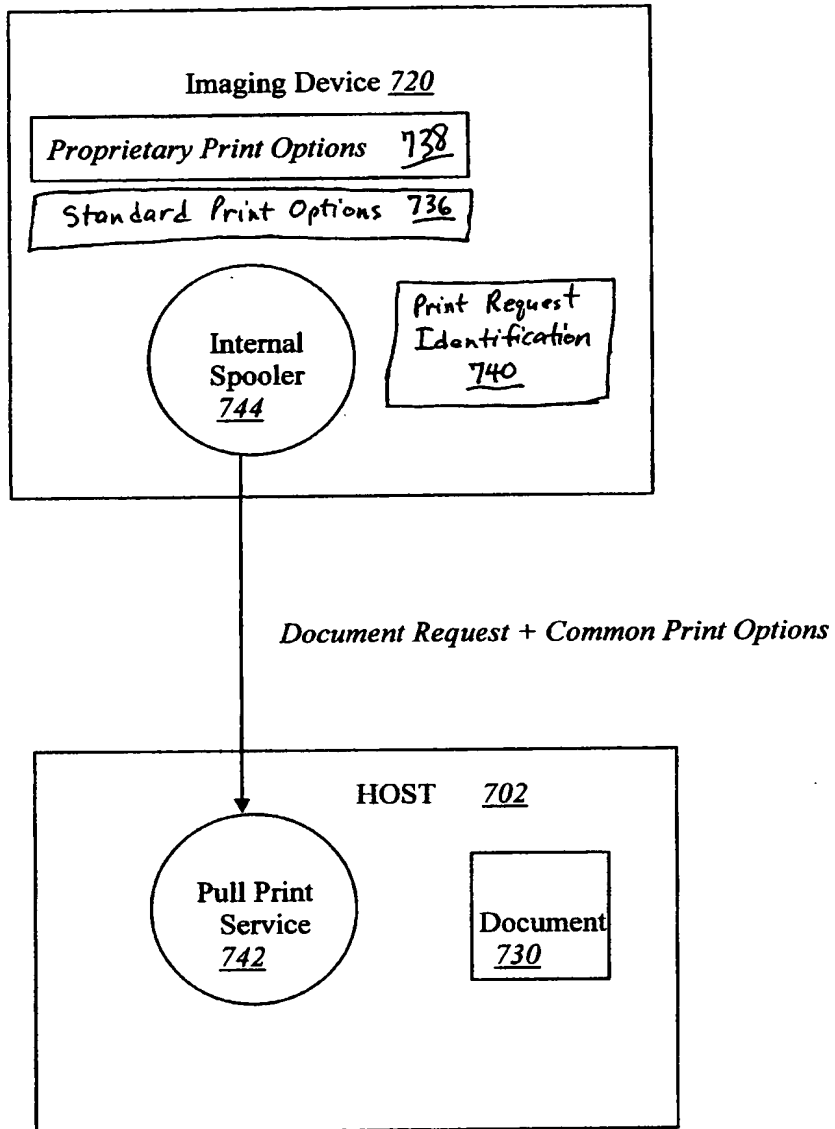 Imaging Device 720
Proprietary Print Options 738
Standard Print Options 736
Internal
Spooler
744
Print Request
Identification
740
Document Request + Common Print Options
HOST 702
Pull Print
Service
742
Document
730